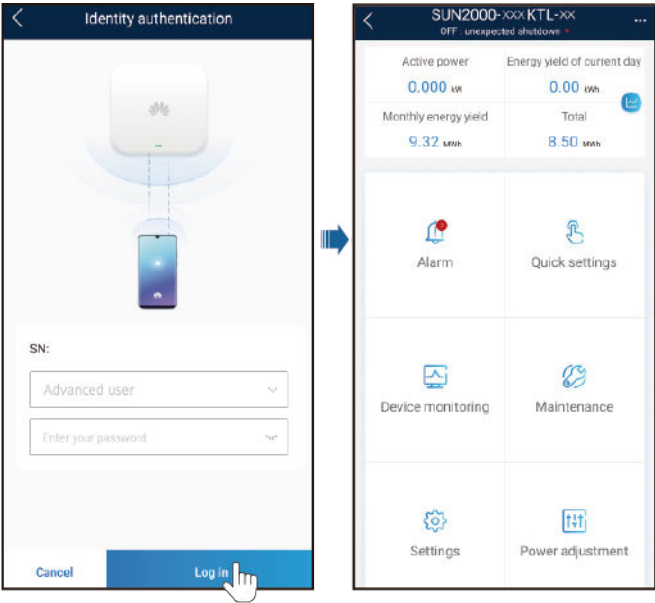 Identity authentication
SN:
Advanced user
Enter your password.
Cancel
Log in
SUN2000-×××KTL-××
OFF : unexpected shutdown
Active power
Energy yield of current day
0.000 kW
0.00 kWh
Monthly energy yield
Total
9.32 MWh
8.50 MWh
Alarm
Quick settings
Device monitoring
Maintenance
Settings
Power adjustment